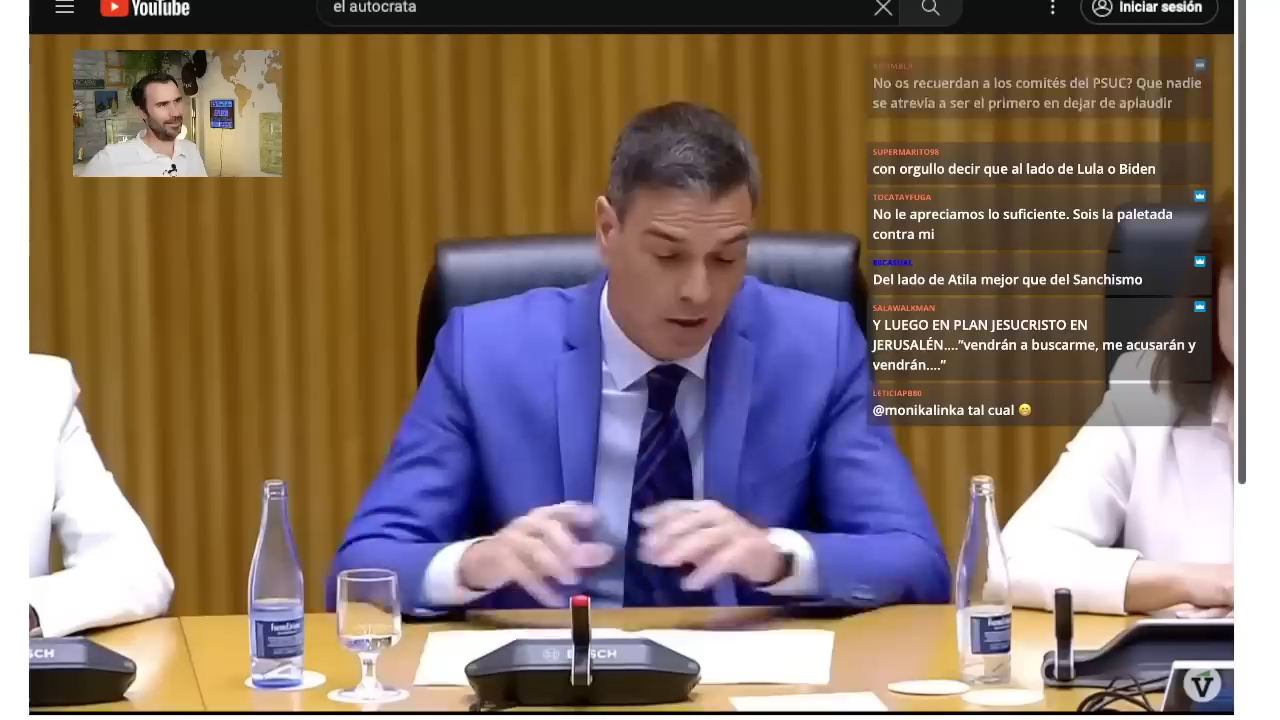 YouTube
el autocrata
Iniciar sesión
No os recuerdan a los comités del PSUC? Que nadie
se atrevía a ser el primero en dejar de aplaudir
SUPERMARITO98
con orgullo decir que al lado de Lula o Biden
TOCATAYFUGA
No le apreciamos lo suficiente. Sois la paletada
contra mi
Del lado de Atila mejor que del Sanchismo
SALAWALKMAN
Y LUEGO EN PLAN JESUCRISTO EN
JERUSALÉN...."vendrán a buscarme, me acusarán y
vendrán...."
LETICIAPB80
@monikalinka tal cual
V